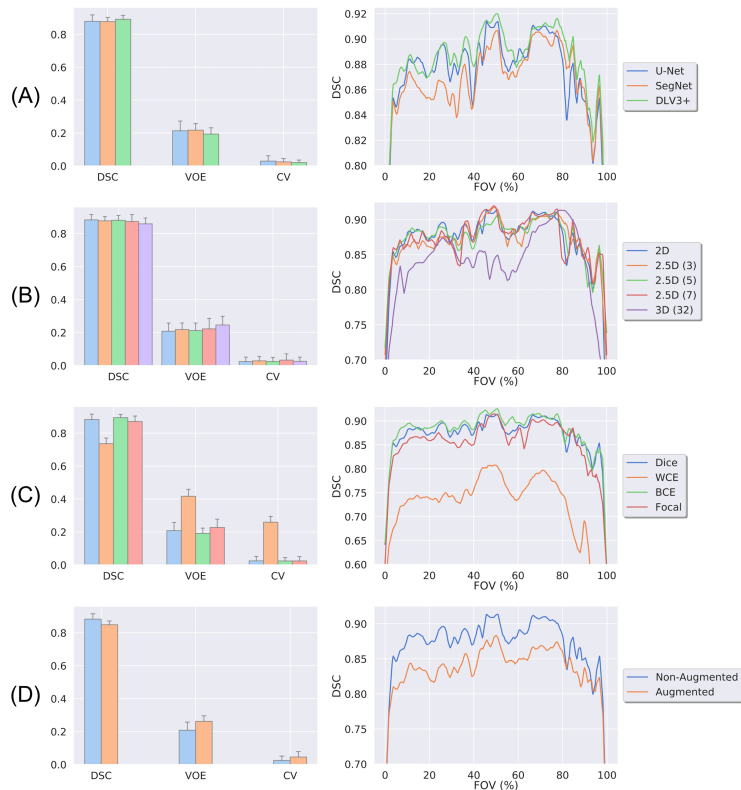 (A)
0.8
0.6
0.4
0.2
0.0
DSC
VOE
CV
DSC
0.92
0.90
0.88
0.86
0.84
0.82
0.80
0 20 40 60 80 100
FOV (%)
U-Net
SegNet
DLV3+
(B)
0.8
0.6
0.4
0.2
0.0
DSC
VOE
CV
DSC
0.90
0.85
0.80
0.75
0.70
0 20 40 60 80 100
FOV (%)
2D
2.5D (3)
2.5D (5)
2.5D (7)
3D (32)
(C)
0.8
0.6
0.4
0.2
0.0
DSC
VOE
CV
DSC
0.90
0.85
0.80
0.75
0.70
0.65
0.60
0 20 40 60 80 100
FOV (%)
Dice
WCE
BCE
Focal
(D)
0.8
0.6
0.4
0.2
0.0
DSC
VOE
CV
DSC
0.90
0.85
0.80
0.75
0.70
0 20 40 60 80 100
FOV (%)
Non-Augmented
Augmented